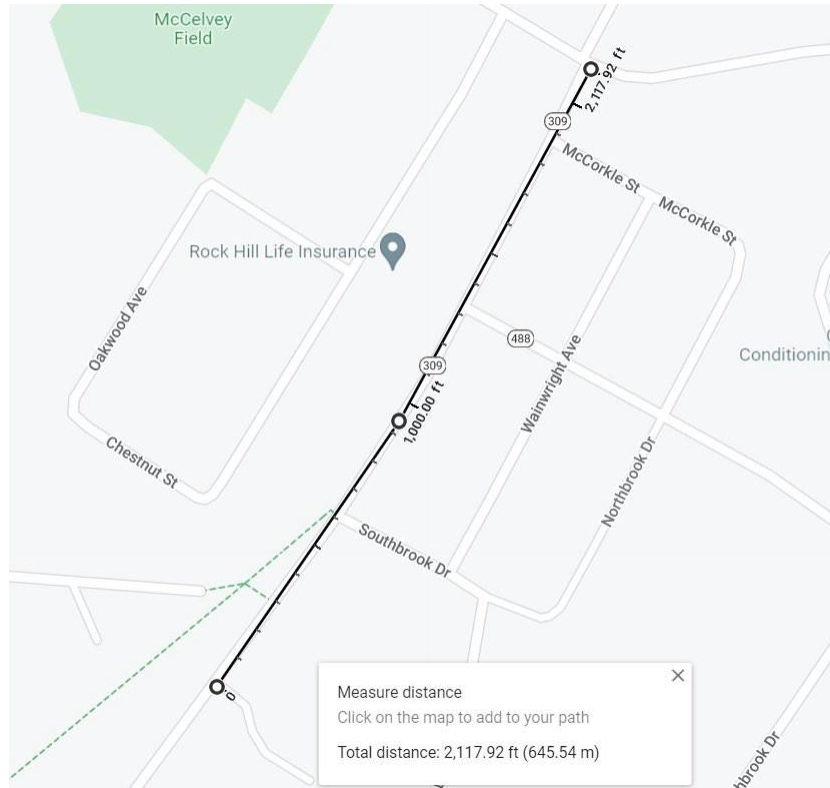 McCelvey
Field
2,117.92 ft
309
McCorkle St
McCorkle St
Rock Hill Life Insurance
Oakwood Ave
488
Conditionin
309
Wainwright Ave
1,000.00 ft
Chestnut St
Northbrook Dr
Southbrook Dr
0
Measure distance
Click on the map to add to your path
Total distance: 2,117.92 ft (645.54 m)
hbrook Dr